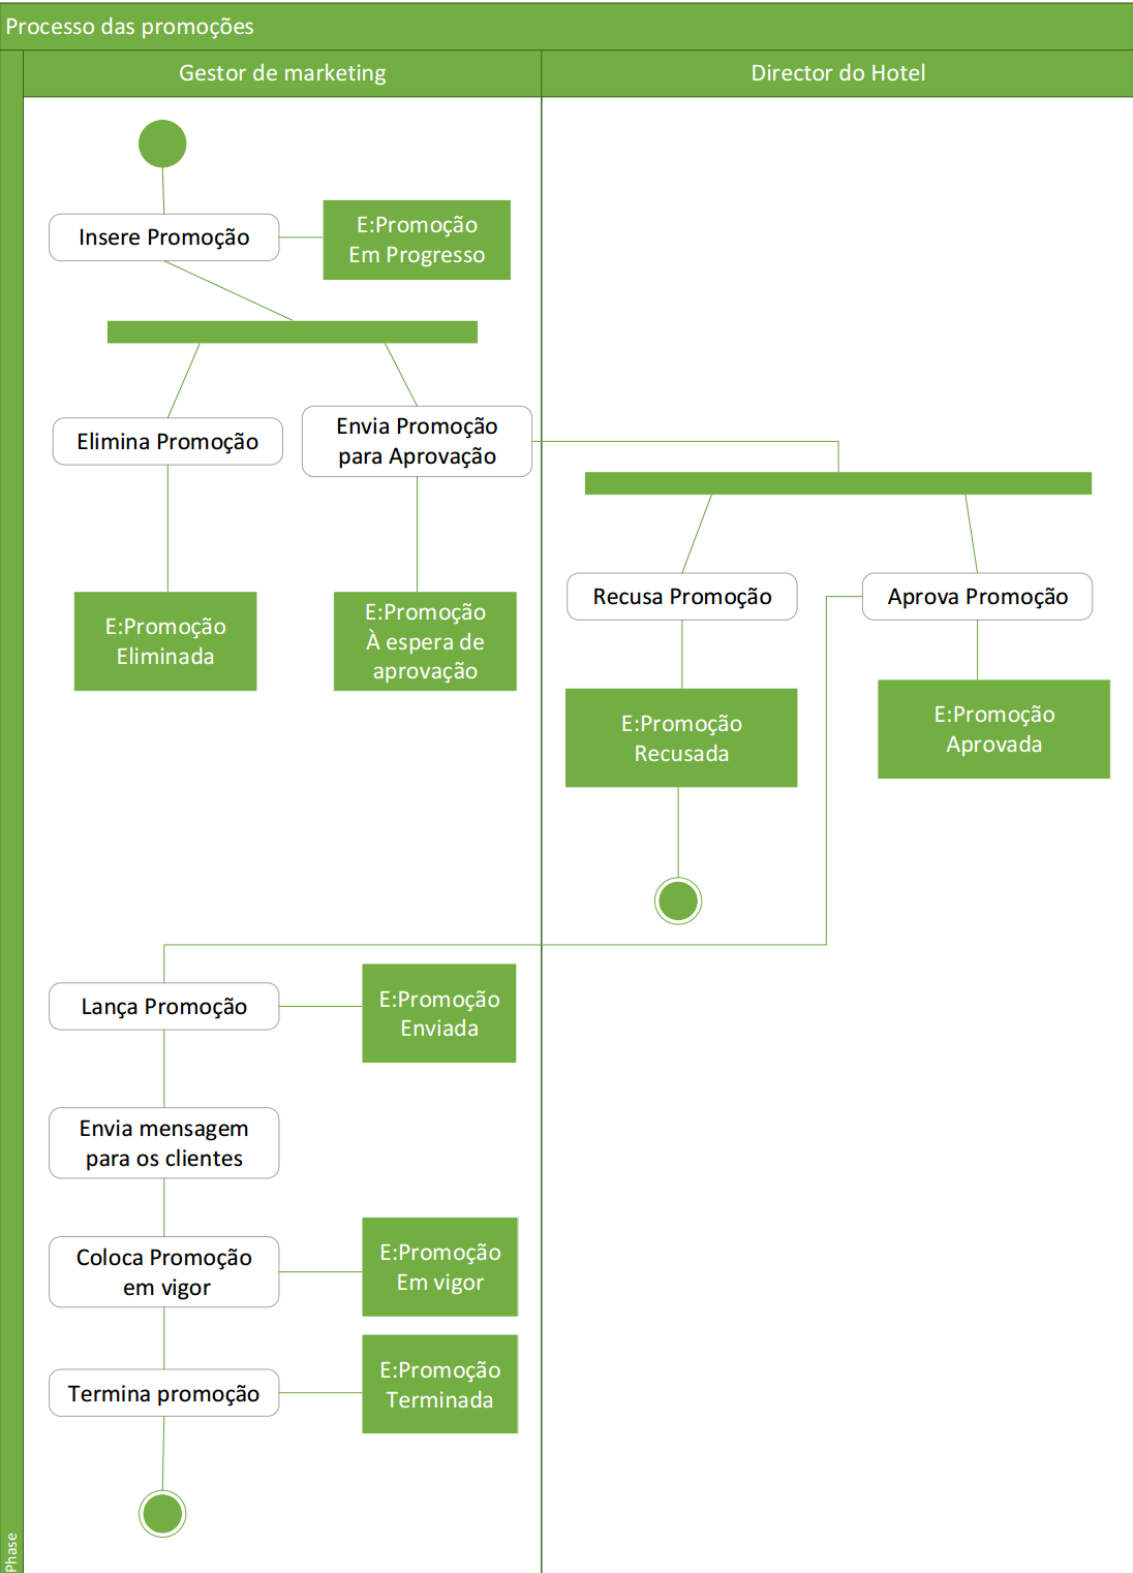 Processo das promoções
Gestor de marketing
Director do Hotel
Insere Promoção
E:Promoção
Em Progresso
Elimina Promoção
Envia Promoção
para Aprovação
E:Promoção
Eliminada
E:Promoção
À espera de
aprovação
Recusa Promoção
Aprova Promoção
E:Promoção
Recusada
E:Promoção
Aprovada
Lança Promoção
E:Promoção
Enviada
Envia mensagem
para os clientes
Coloca Promoção
em vigor
E:Promoção
Em vigor
Termina promoção
E:Promoção
Terminada
Phase